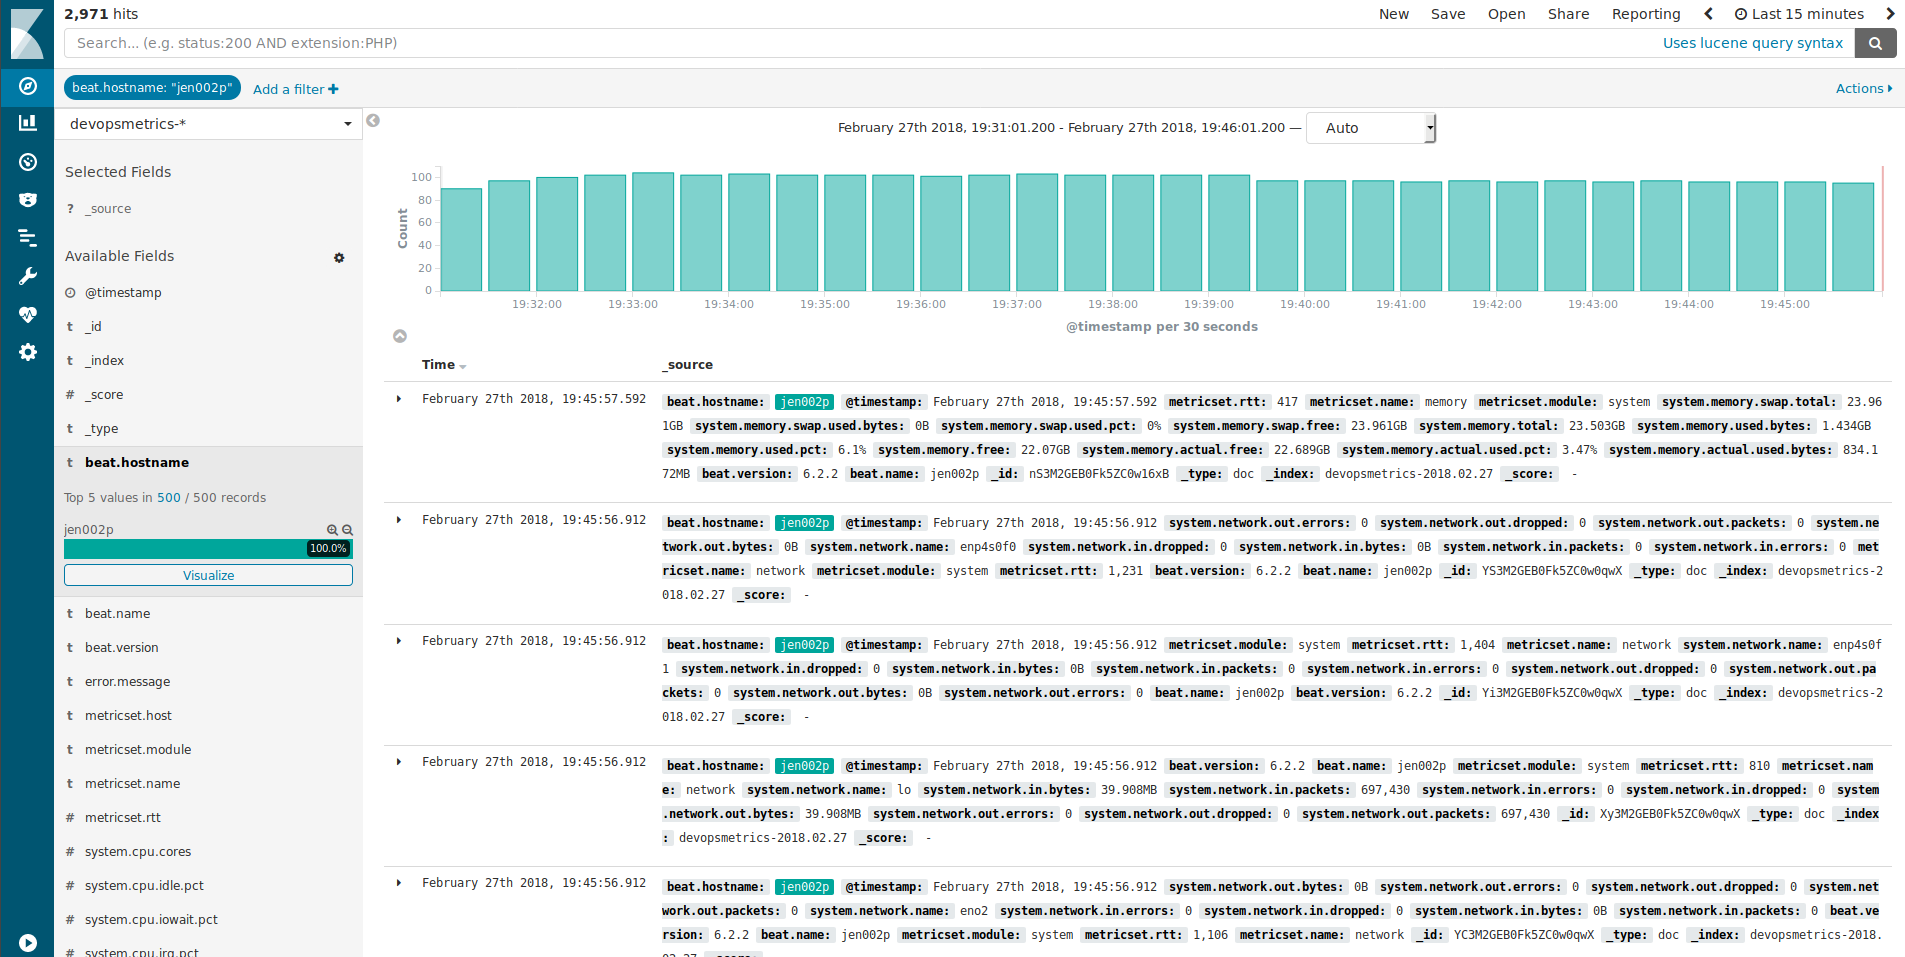 2,971 hits
New Save Open Share Reporting Last 15 minutes
Search... (e.g. status:200 AND extension:PHP)
Uses lucene query syntax
beat.hostname: "jen002p" Add a filter
Actions
devopsmetrics-*
Selected Fields
? _source
Available Fields
@timestamp
t _id
t _index
# _score
t _type
t beat.hostname
Top 5 values in 500 / 500 records
jen002p
100.0%
Visualize
t beat.name
t beat.version
t error.message
t metricset.host
t metricset.module
t metricset.name
# metricset.rtt
# system.cpu.cores
# system.cpu.idle.pct
# system.cpu.iowait.pct
# system.cpu.irq.pct
February 27th 2018, 19:31:01.200 - February 27th 2018, 19:46:01.200 —
Auto
Count
100
80
60
40
20
0
19:32:00 19:33:00 19:34:00 19:35:00 19:36:00 19:37:00 19:38:00 19:39:00 19:40:00 19:41:00 19:42:00 19:43:00 19:44:00 19:45:00
@timestamp per 30 seconds
Time _source
February 27th 2018, 19:45:57.592
beat.hostname: jen002p @timestamp: February 27th 2018, 19:45:57.592 metricset.rtt: 417 metricset.name: memory metricset.module: system system.memory.swap.total: 23.96
1GB system.memory.swap.used.bytes: 0B system.memory.swap.used.pct: 0% system.memory.swap.free: 23.961GB system.memory.total: 23.503GB system.memory.used.bytes: 1.434GB
system.memory.used.pct: 6.1% system.memory.free: 22.07GB system.memory.actual.free: 22.689GB system.memory.actual.used.pct: 3.47% system.memory.actual.used.bytes: 834.1
72MB beat.version: 6.2.2 beat.name: jen002p _id: nS3M2GEB0Fk5ZC0w16xB _type: doc _index: devopsmetrics-2018.02.27 _score: -
February 27th 2018, 19:45:56.912
beat.hostname: jen002p @timestamp: February 27th 2018, 19:45:56.912 system.network.out.errors: 0 system.network.out.dropped: 0 system.network.out.packets: 0 system.ne
twork.out.bytes: 0B system.network.name: enp4s0f0 system.network.in.dropped: 0 system.network.in.bytes: 0B system.network.in.packets: 0 system.network.in.errors: 0 met
ricset.name: network metricset.module: system metricset.rtt: 1,231 beat.version: 6.2.2 beat.name: jen002p _id: YS3M2GEB0Fk5ZC0w0qwX _type: doc _index: devopsmetrics-2
018.02.27 _score: -
February 27th 2018, 19:45:56.912
beat.hostname: jen002p @timestamp: February 27th 2018, 19:45:56.912 metricset.module: system metricset.rtt: 1,404 metricset.name: network system.network.name: enp4s0f
1 system.network.in.dropped: 0 system.network.in.bytes: 0B system.network.in.packets: 0 system.network.in.errors: 0 system.network.out.dropped: 0 system.network.out.pa
ckets: 0 system.network.out.bytes: 0B system.network.out.errors: 0 beat.name: jen002p beat.version: 6.2.2 _id: Yi3M2GEB0Fk5ZC0w0qwX _type: doc _index: devopsmetrics-2
018.02.27 _score: -
February 27th 2018, 19:45:56.912
beat.hostname: jen002p @timestamp: February 27th 2018, 19:45:56.912 beat.version: 6.2.2 beat.name: jen002p metricset.module: system metricset.rtt: 810 metricset.nam
e: network system.network.name: lo system.network.in.bytes: 39.908MB system.network.in.packets: 697,430 system.network.in.errors: 0 system.network.in.dropped: 0 system
.network.out.bytes: 39.908MB system.network.out.errors: 0 system.network.out.dropped: 0 system.network.out.packets: 697,430 _id: Xy3M2GEB0Fk5ZC0w0qwX _type: doc _index
: devopsmetrics-2018.02.27 _score: -
February 27th 2018, 19:45:56.912
beat.hostname: jen002p @timestamp: February 27th 2018, 19:45:56.912 system.network.out.bytes: 0B system.network.out.errors: 0 system.network.out.dropped: 0 system.net
work.out.packets: 0 system.network.name: eno2 system.network.in.errors: 0 system.network.in.dropped: 0 system.network.in.bytes: 0B system.network.in.packets: 0 beat.ve
rsion: 6.2.2 beat.name: jen002p metricset.module: system metricset.rtt: 1,106 metricset.name: network _id: YC3M2GEB0Fk5ZC0w0qwX _type: doc _index: devopsmetrics-2018.